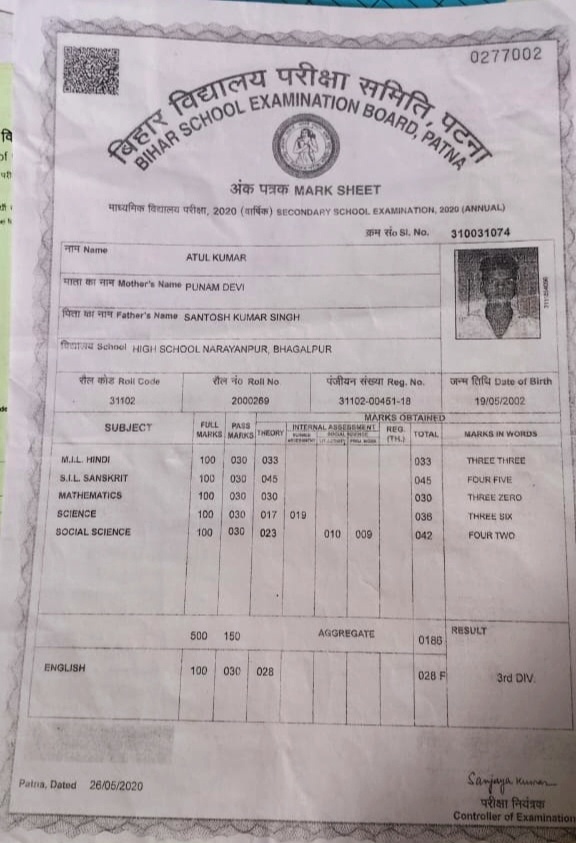 0277002
बिहार विद्यालय परीक्षा समिति, पटना
BIHAR SCHOOL EXAMINATION BOARD, PATNA
अंक पत्रक MARK SHEET
माध्यमिक विद्यालय परीक्षा, 2020 (वार्षिक) SECONDARY SCHOOL EXAMINATION, 2020 (ANNUAL)
क्रम सं० Sl. No. 310031074
नाम Name ATUL KUMAR
माता का नाम Mother's Name PUNAM DEVI
पिता का नाम Father's Name SANTOSH KUMAR SINGH
विद्यालय School HIGH SCHOOL NARAYANPUR, BHAGALPUR
रौल कोड Roll Code रौल नं० Roll No पंजीयन संख्या Reg. No. जन्म तिथि Date of Birth
31102 2000269 31102-00451-18 19/05/2002
MARKS OBTAINED
SUBJECT FULL MARKS PASS MARKS THEORY INTERNAL ASSESSMENT REG. (TH.) TOTAL MARKS IN WORDS
M.I.L. HINDI 100 030 033 033 THREE THREE
S.I.L. SANSKRIT 100 030 045 045 FOUR FIVE
MATHEMATICS 100 030 030 030 THREE ZERO
SCIENCE 100 030 017 019 036 THREE SIX
SOCIAL SCIENCE 100 030 023 010 009 042 FOUR TWO
500 150 AGGREGATE 0186 RESULT
ENGLISH 100 030 028 028 F 3rd DIV.
Patna, Dated 26/05/2020
Sanjaya Kumar
परीक्षा नियंत्रक
Controller of Examination